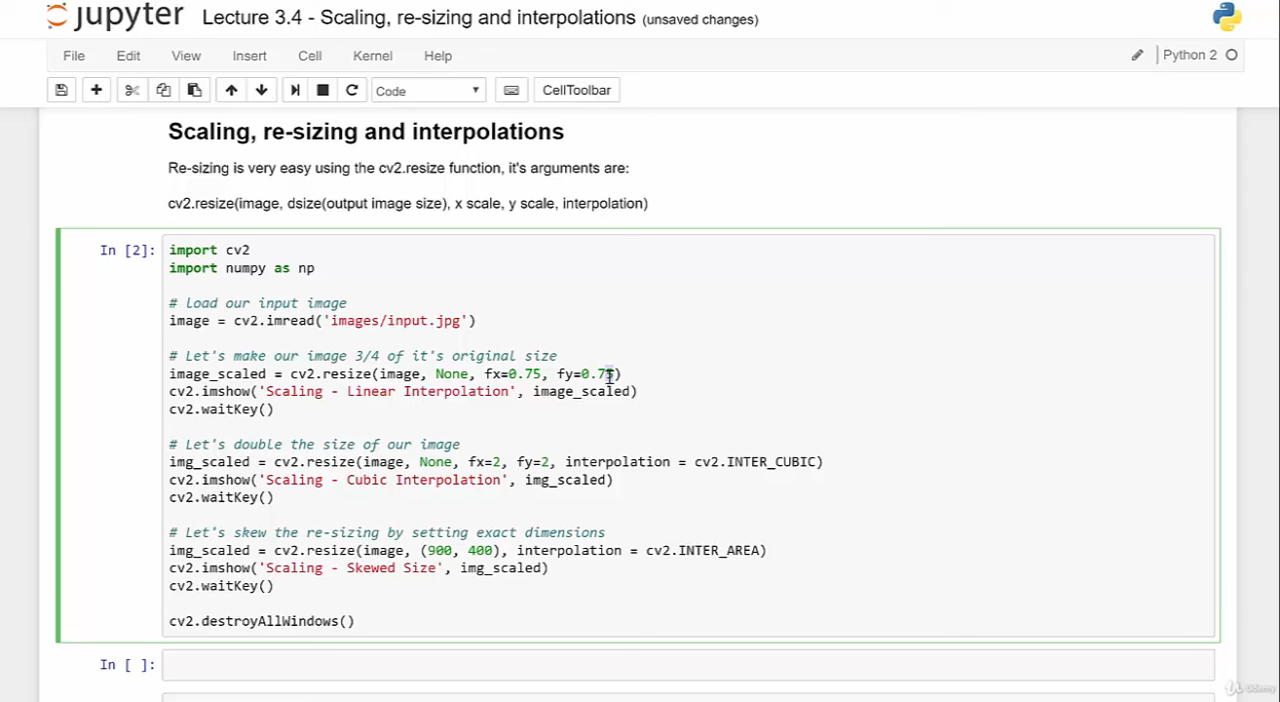 jupyter Lecture 3.4 - Scaling, re-sizing and interpolations (unsaved changes)
File Edit View Insert Cell Kernel Help Python 2
Code CellToolbar
Scaling, re-sizing and interpolations
Re-sizing is very easy using the cv2.resize function, it's arguments are:
cv2.resize(image, dsize(output image size), x scale, y scale, interpolation)
In [2]:
import cv2
import numpy as np
# Load our input image
image = cv2.imread('images/input.jpg')
# Let's make our image 3/4 of it's original size
image_scaled = cv2.resize(image, None, fx=0.75, fy=0.75)
cv2.imshow('Scaling - Linear Interpolation', image_scaled)
cv2.waitKey()
# Let's double the size of our image
img_scaled = cv2.resize(image, None, fx=2, fy=2, interpolation = cv2.INTER_CUBIC)
cv2.imshow('Scaling - Cubic Interpolation', img_scaled)
cv2.waitKey()
# Let's skew the re-sizing by setting exact dimensions
img_scaled = cv2.resize(image, (900, 400), interpolation = cv2.INTER_AREA)
cv2.imshow('Scaling - Skewed Size', img_scaled)
cv2.waitKey()
cv2.destroyAllWindows()
In [ ]:
Udemy